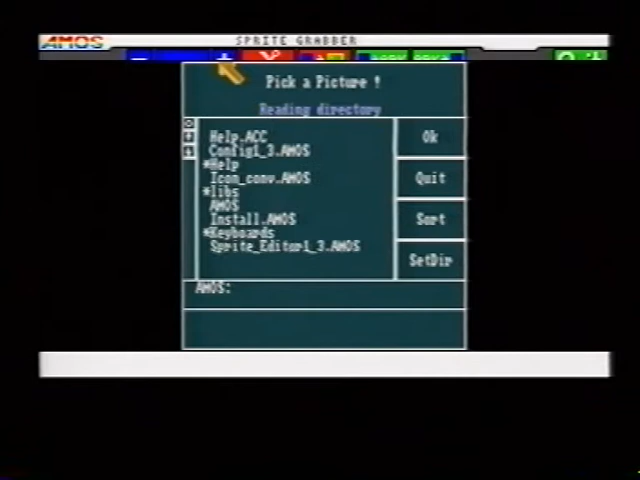 AMOS SPRITE GRABBER
Pick a Picture !
Reading directory
Help.ACC
Config1_3.AMOS
*Help
Icon_conv.AMOS
*libs
AMOS
Install.AMOS
*Keyboards
Sprite_Editor1_3.AMOS
Ok
Quit
Sort
SetDir
AMOS: